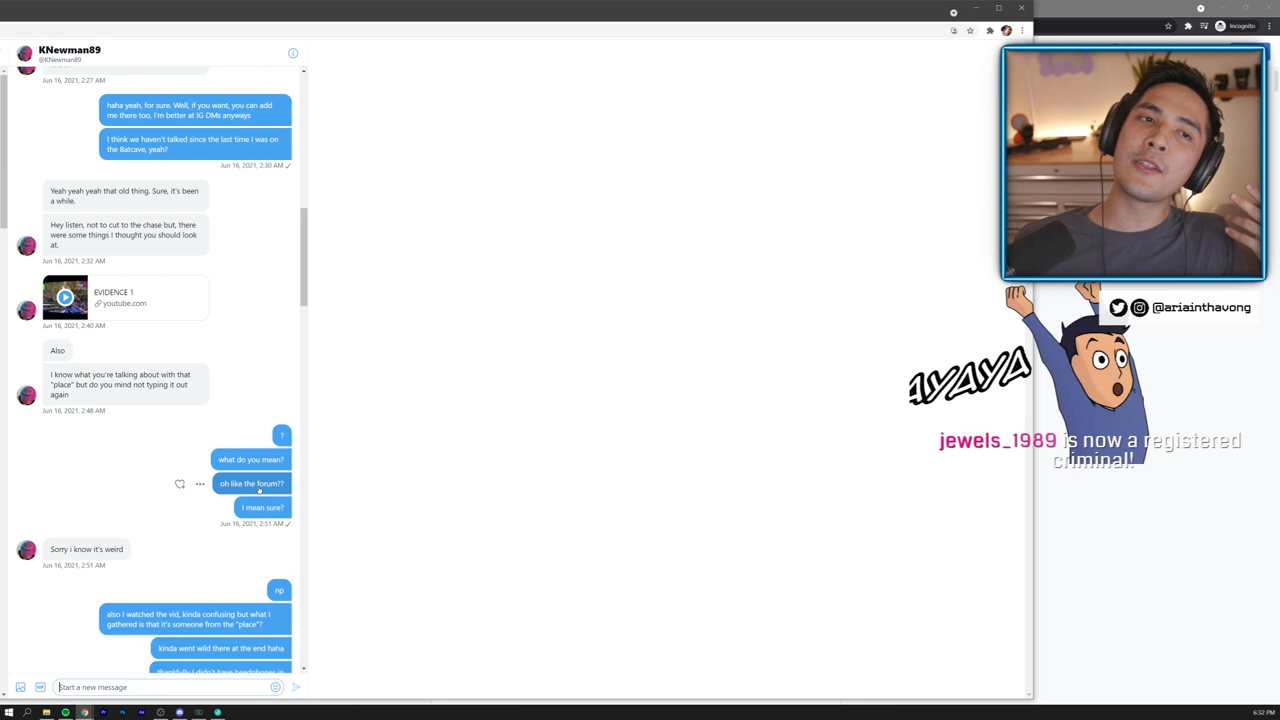 Incognito
KNewman89
@KNewman89
Jun 16, 2021, 2:27 AM
haha yeah, for sure. Well, if you want, you can add
me there too, I'm better at IG DMs anyways
I think we haven't talked since the last time I was on
the Batcave, yeah?
Jun 16, 2021, 2:30 AM
Yeah yeah yeah that old thing. Sure, it's been
a while.
Hey listen, not to cut to the chase but, there
were some things I thought you should look
at.
Jun 16, 2021, 2:32 AM
EVIDENCE 1
youtube.com
Jun 16, 2021, 2:40 AM
Also
I know what you're talking about with that
"place" but do you mind not typing it out
again
Jun 16, 2021, 2:48 AM
?
what do you mean?
oh like the forum??
I mean sure?
Jun 16, 2021, 2:51 AM
Sorry i know it's weird
Jun 16, 2021, 2:51 AM
np
also I watched the vid, kinda confusing but what I
gathered is that it's someone from the "place"?
kinda went wild there at the end haha
thankfully I didn't have headphones in
Start a new message
@ariainthavong
AYAYA
jewels_1989 is now a registered
criminal!
6:32 PM